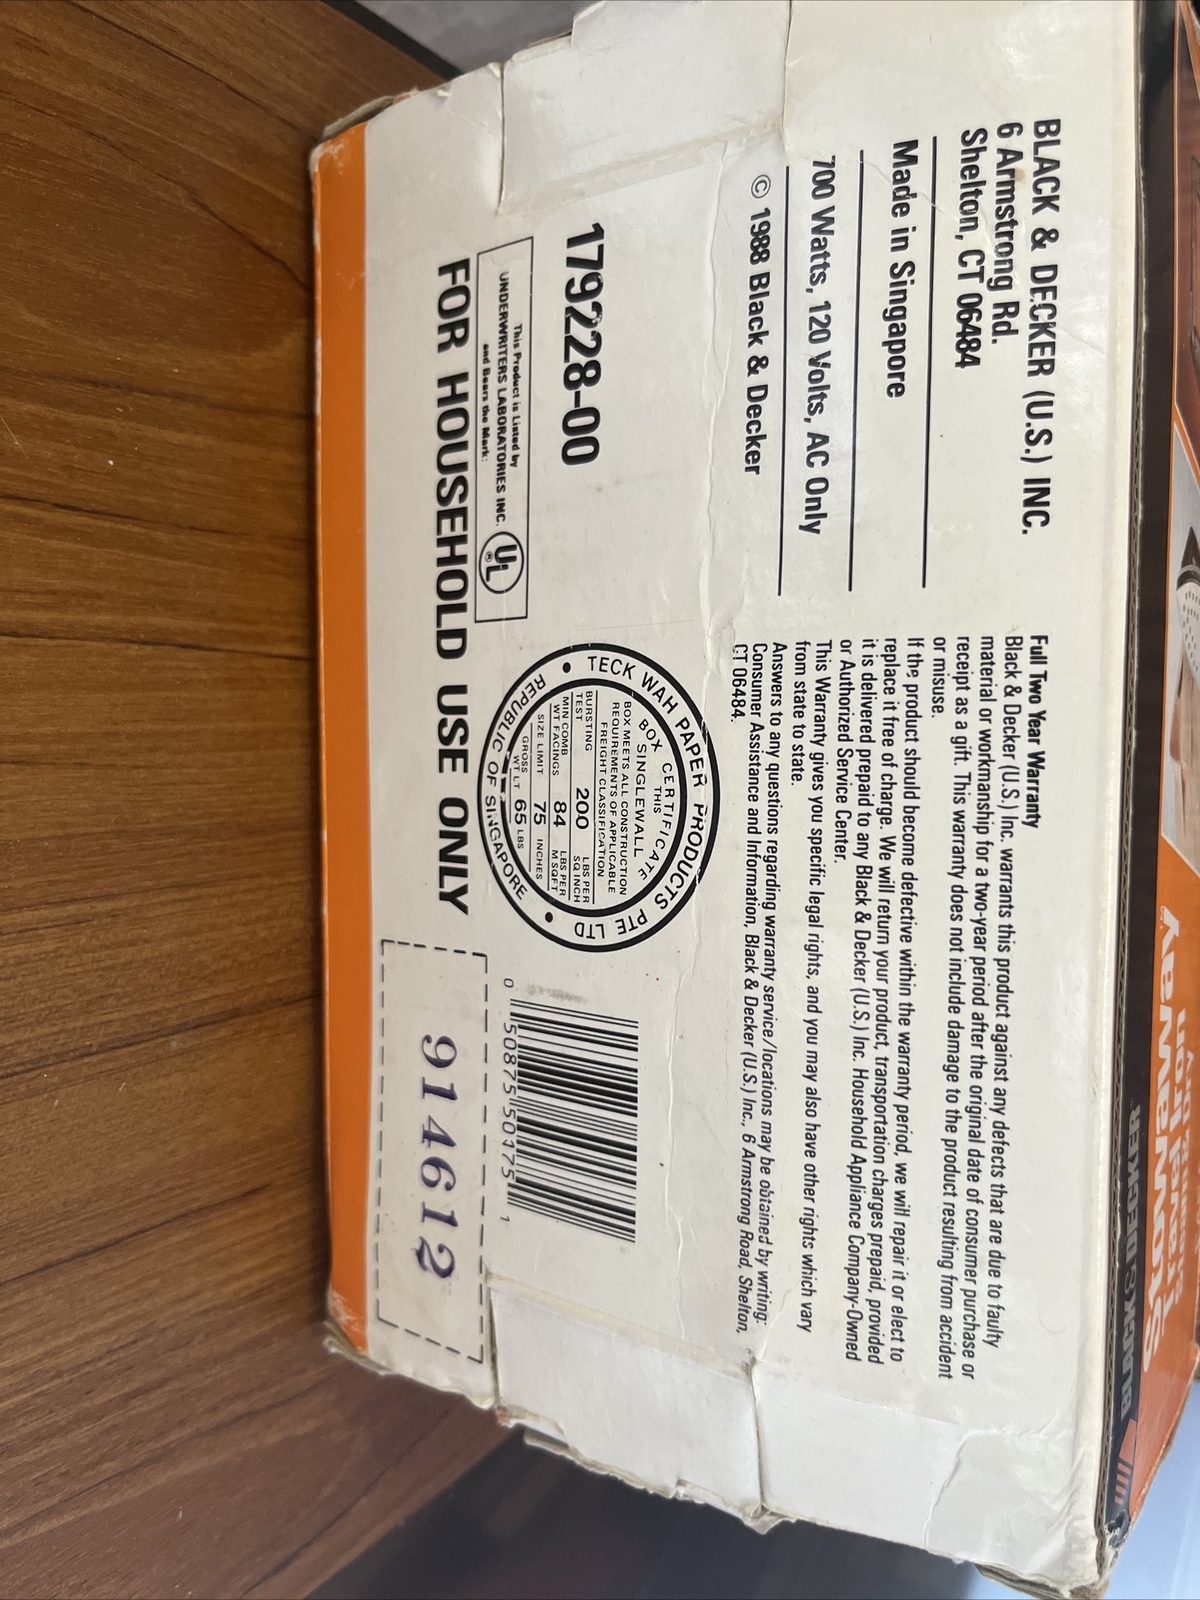 BLACK & DECKER (U.S.) INC.
6 Armstrong Rd.
Shelton, CT 06484
Made in Singapore
700 Watts, 120 Volts, AC Only
© 1988 Black & Decker
179228-00
This Product is Listed by
UNDERWRITERS LABORATORIES INC.
and Bears the Mark:
UL
®
FOR HOUSEHOLD USE ONLY
Full Two Year Warranty
Black & Decker (U.S.) Inc. warrants this product against any defects that are due to faulty
material or workmanship for a two-year period after the original date of consumer purchase or
receipt as a gift. This warranty does not include damage to the product resulting from accident
or misuse.
If the product should become defective within the warranty period, we will repair it or elect to
replace it free of charge. We will return your product, transportation charges prepaid, provided
it is delivered prepaid to any Black & Decker (U.S.) Inc. Household Appliance Company-Owned
or Authorized Service Center.
This Warranty gives you specific legal rights, and you may also have other rights which vary
from state to state.
Answers to any questions regarding warranty service/locations may be obtained by writing:
Consumer Assistance and Information, Black & Decker (U.S.) Inc., 6 Armstrong Road, Shelton,
CT 06484.
TECK WAH PAPER PRODUCTS PTE LTD
CERTIFICATE
THIS
BOX SINGLEWALL
BOX MEETS ALL CONSTRUCTION
REQUIREMENTS OF APPLICABLE
FREIGHT CLASSIFICATION
BURSTING TEST 200 LBS PER SQ INCH
MIN COMB WT FACINGS 84 LBS PER M SQFT
SIZE LIMIT 75 INCHES
GROSS WT LT 65 LBS
REPUBLIC OF SINGAPORE
0 50875 50175 1
914612
Stowaway
Travel Iron
BLACK & DECKER